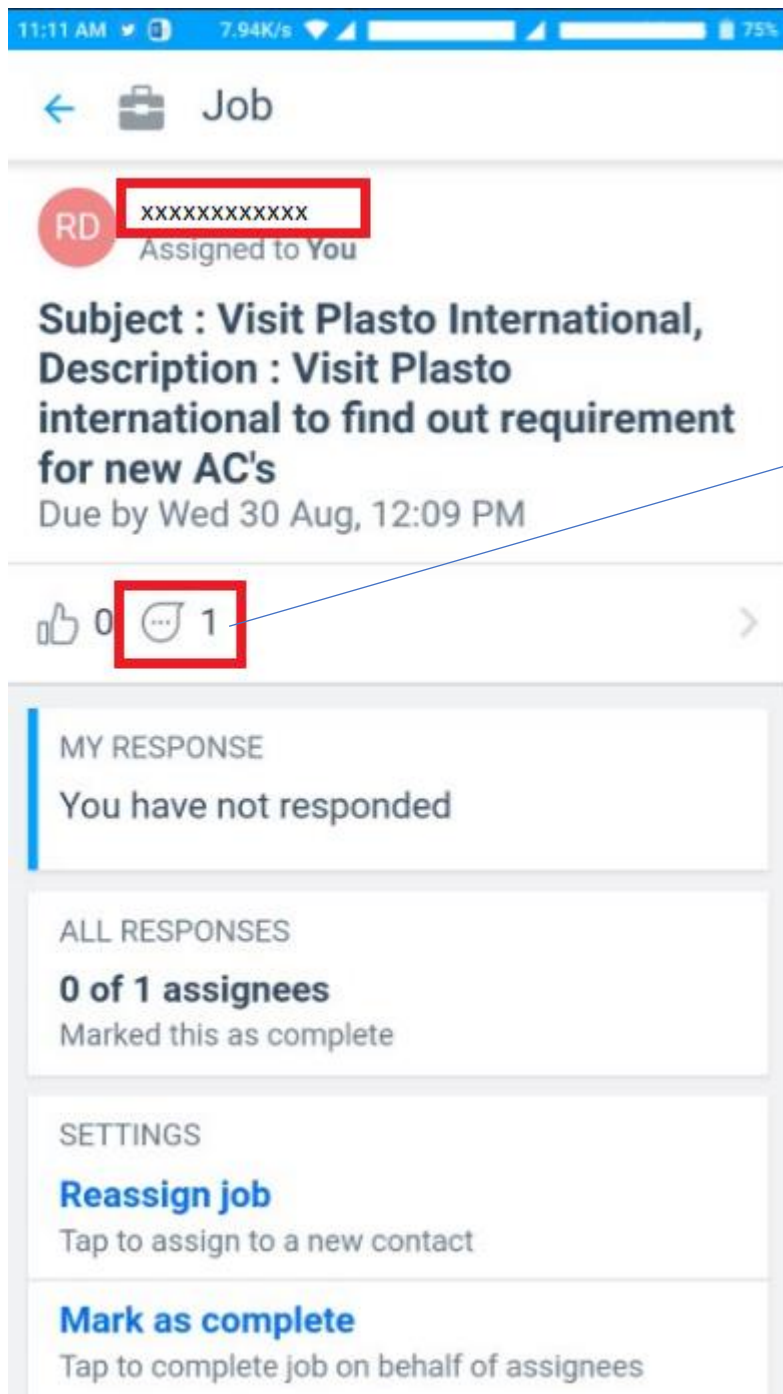 11:11 AM 7.94K/s 75%
Job
RD
xxxxxxxxxxxx
Assigned to You
Subject : Visit Plasto International,
Description : Visit Plasto
international to find out requirement
for new AC's
Due by Wed 30 Aug, 12:09 PM
0 1
MY RESPONSE
You have not responded
ALL RESPONSES
0 of 1 assignees
Marked this as complete
SETTINGS
Reassign job
Tap to assign to a new contact
Mark as complete
Tap to complete job on behalf of assignees